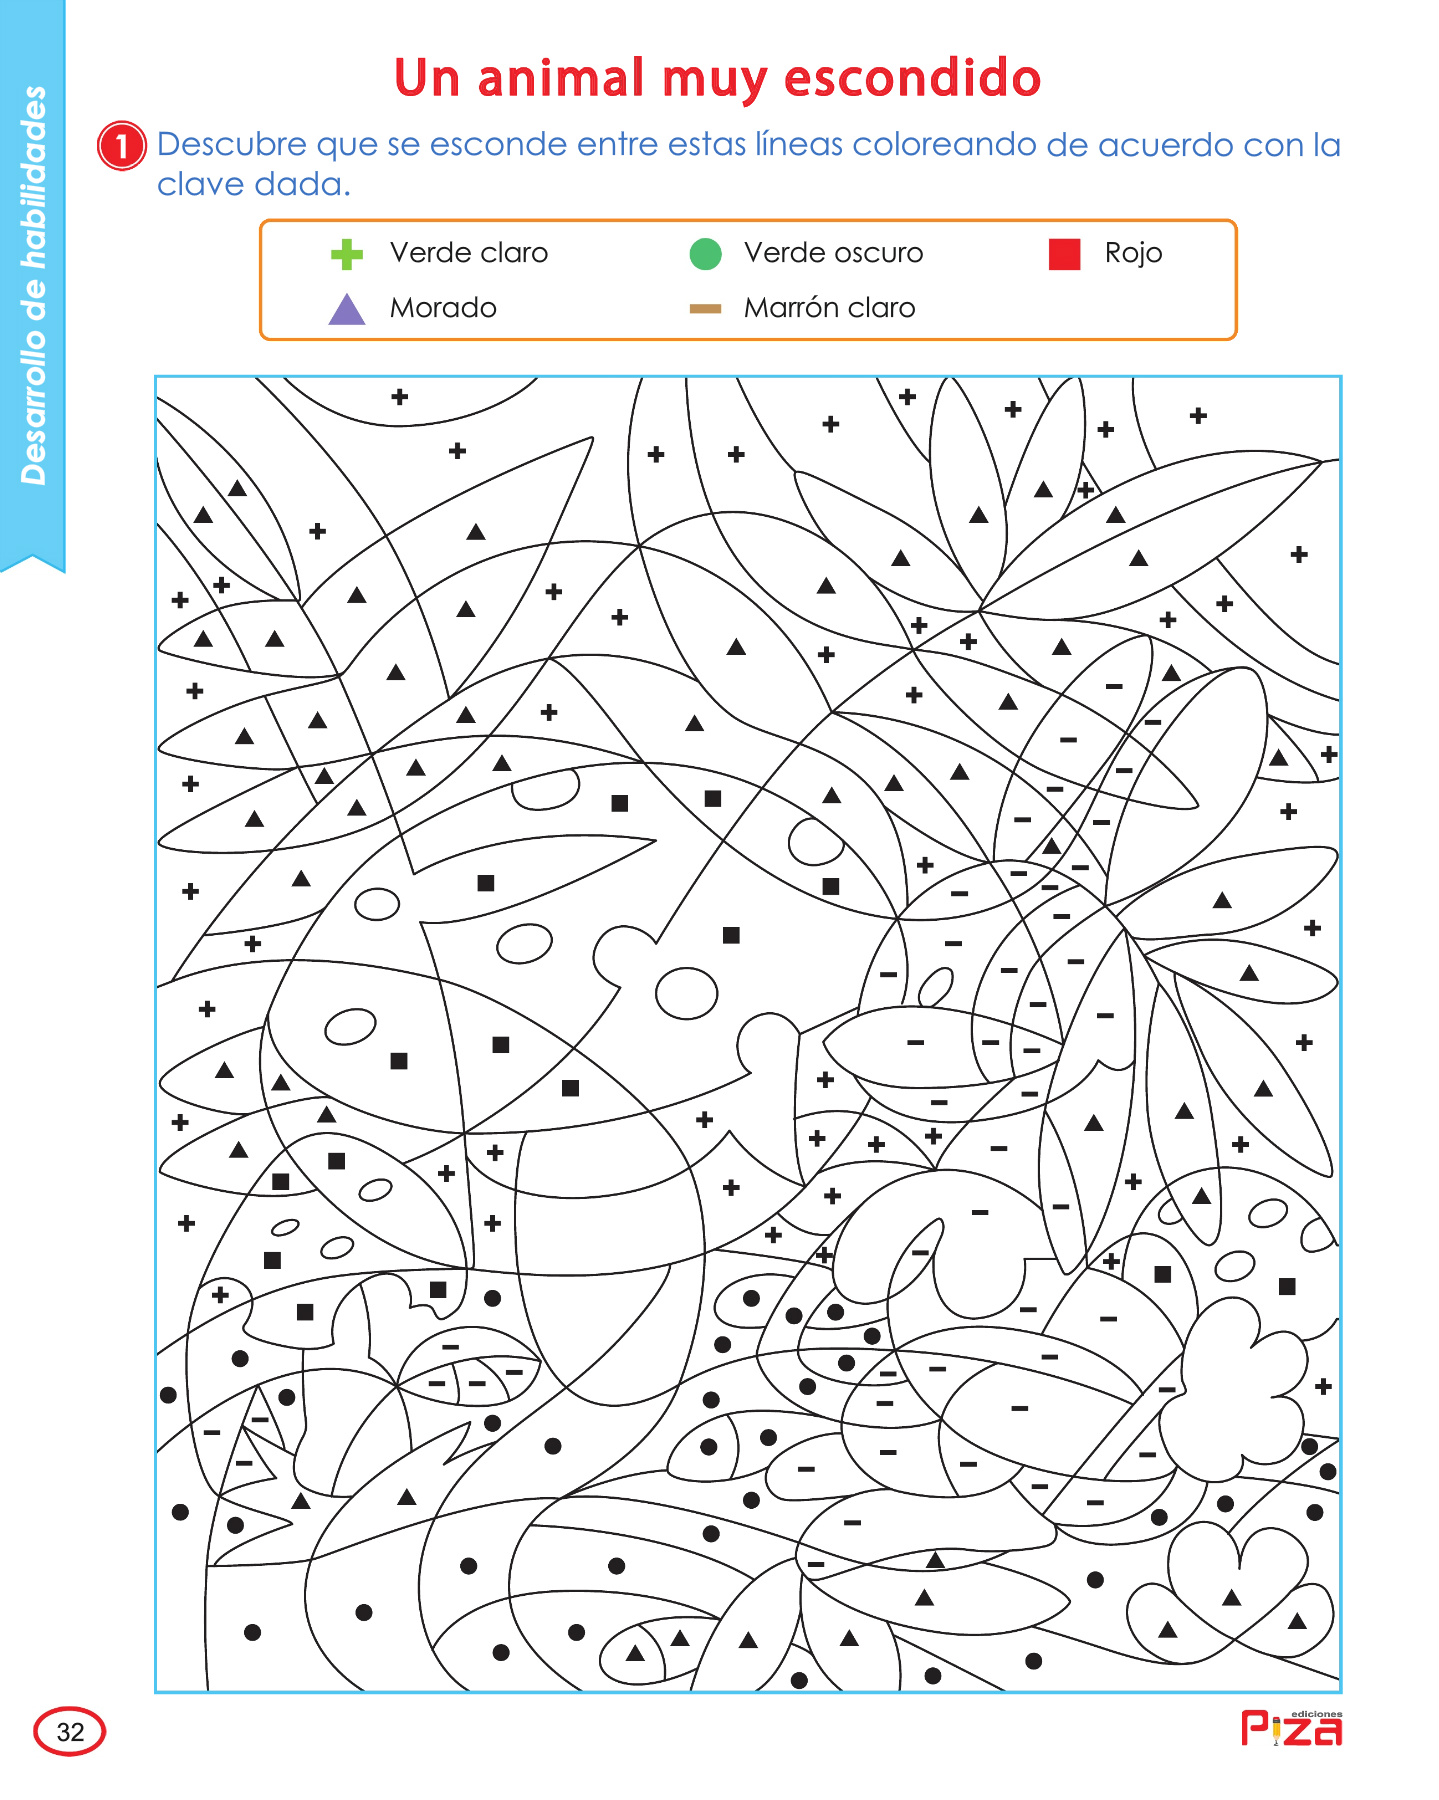 Desarrollo de habilidades
Un animal muy escondido
1 Descubre que se esconde entre estas líneas coloreando de acuerdo con la
clave dada.
Verde claro
Verde oscuro
Rojo
Morado
Marrón claro
32
ediciones
Piza